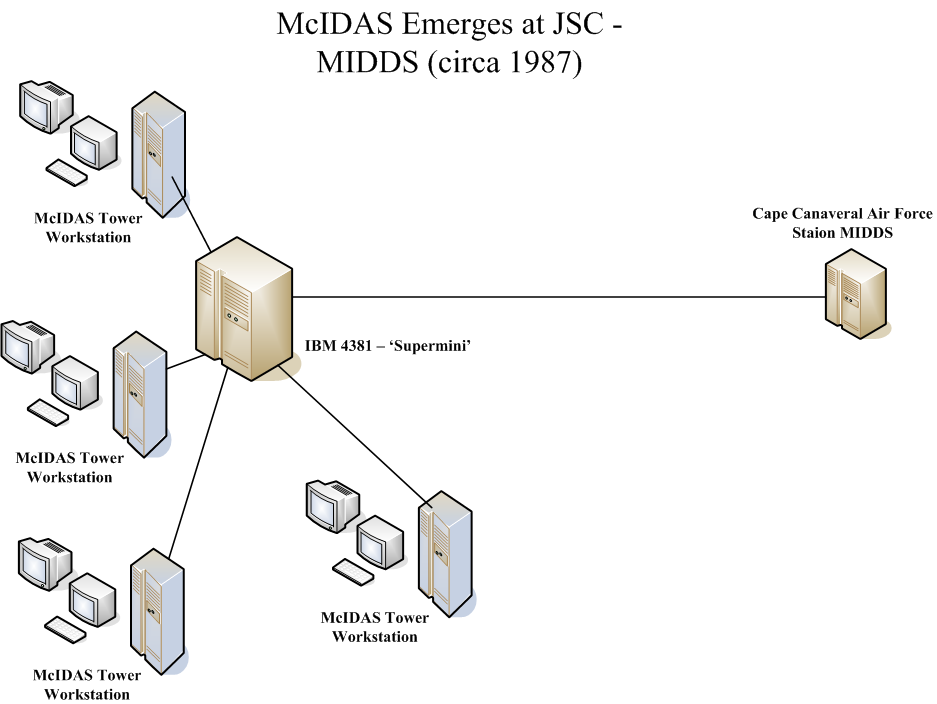 McIDAS Emerges at JSC -
MIDDS (circa 1987)
McIDAS Tower
Workstation
Cape Canaveral Air Force
Staion MIDDS
IBM 4381 – ‘Supermini’
McIDAS Tower
Workstation
McIDAS Tower
Workstation
McIDAS Tower
Workstation